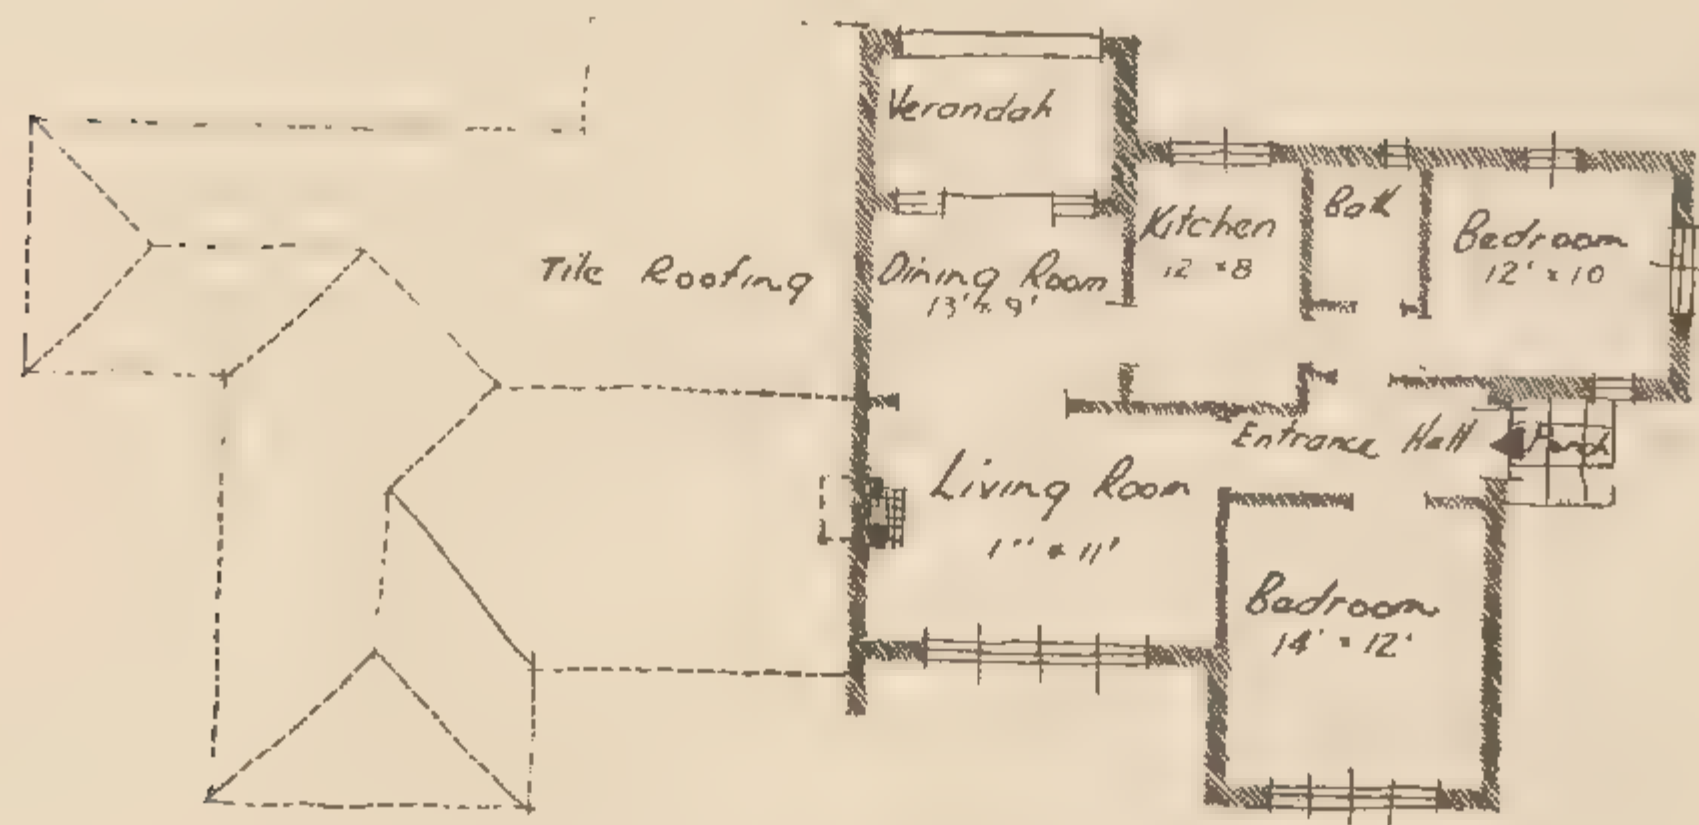 Verandah
Kitchen
12' x 8
Bath
Bedroom
12' x 10
Tile Roofing
Dining Room
13' x 9'
Entrance Hall
Porch
Living Room
x 11'
Bedroom
14' x 12'